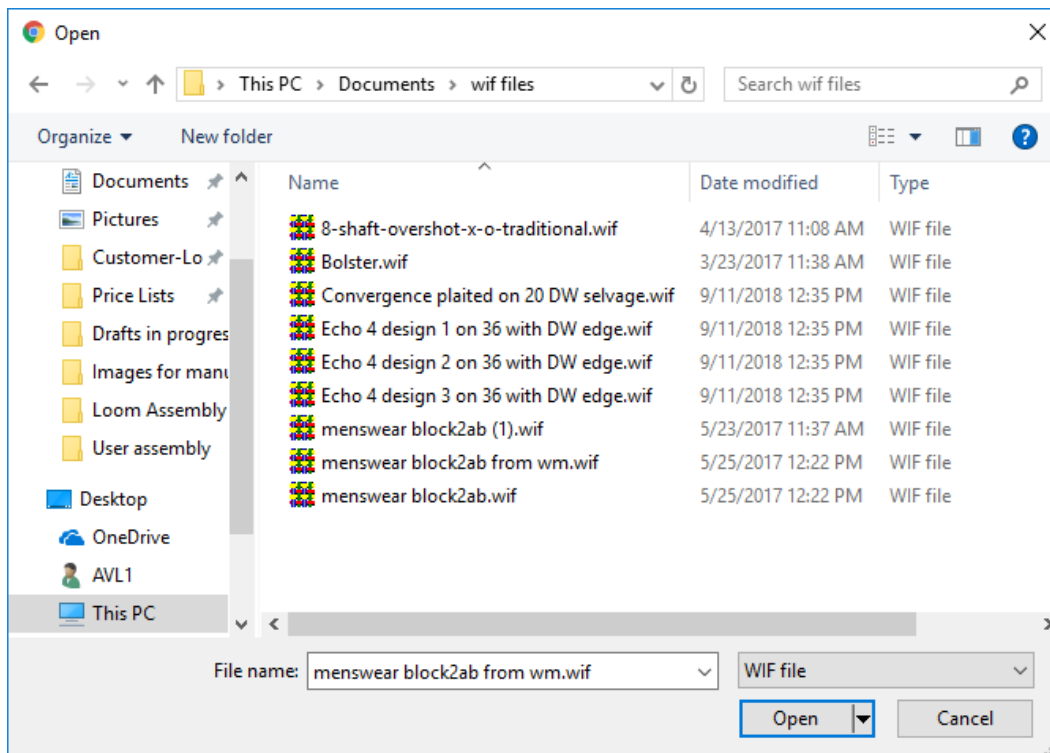 Open
This PC > Documents > wif files
Search wif files
Organize
New folder
Name
Date modified
Type
Documents
Pictures
Customer-Lo
Price Lists
Drafts in progres
Images for manu
Loom Assembly
User assembly
Desktop
OneDrive
AVL1
This PC
8-shaft-overshot-x-o-traditional.wif 4/13/2017 11:08 AM WIF file
Bolster.wif 3/23/2017 11:38 AM WIF file
Convergence plaited on 20 DW selvage.wif 9/11/2018 12:35 PM WIF file
Echo 4 design 1 on 36 with DW edge.wif 9/11/2018 12:35 PM WIF file
Echo 4 design 2 on 36 with DW edge.wif 9/11/2018 12:35 PM WIF file
Echo 4 design 3 on 36 with DW edge.wif 9/11/2018 12:35 PM WIF file
menswear block2ab (1).wif 5/23/2017 11:37 AM WIF file
menswear block2ab from wm.wif 5/25/2017 12:22 PM WIF file
menswear block2ab.wif 5/25/2017 12:22 PM WIF file
File name: menswear block2ab from wm.wif
WIF file
Open
Cancel